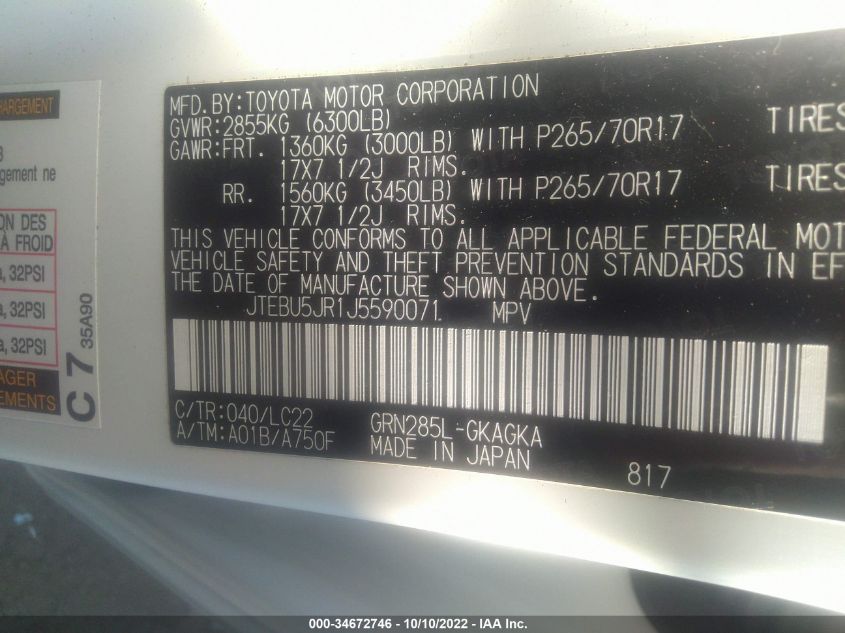 MFD. BY: TOYOTA MOTOR CORPORATION
GVWR: 2855KG (6300LB)
GAWR: FRT. 1360KG (3000LB) WITH P265/70R17 TIRES
17X7 1/2J RIMS.
RR. 1560KG (3450LB) WITH P265/70R17 TIRES
17X7 1/2J RIMS.
THIS VEHICLE CONFORMS TO ALL APPLICABLE FEDERAL MOT
VEHICLE SAFETY AND THEFT PREVENTION STANDARDS IN EF
THE DATE OF MANUFACTURE SHOWN ABOVE.
JTEBU5JR1J5590071. MPV
C/TR: 040/LC22 GRN285L-GKAGKA
A/TM: A01B/A750F MADE IN JAPAN
817
HARGEMENT
gement ne
ON DES
À FROID
a, 32PSI
a, 32PSI
a, 32PSI
AGER
EMENTS
C 7 35A90
000-34672746 - 10/10/2022 - IAA Inc.